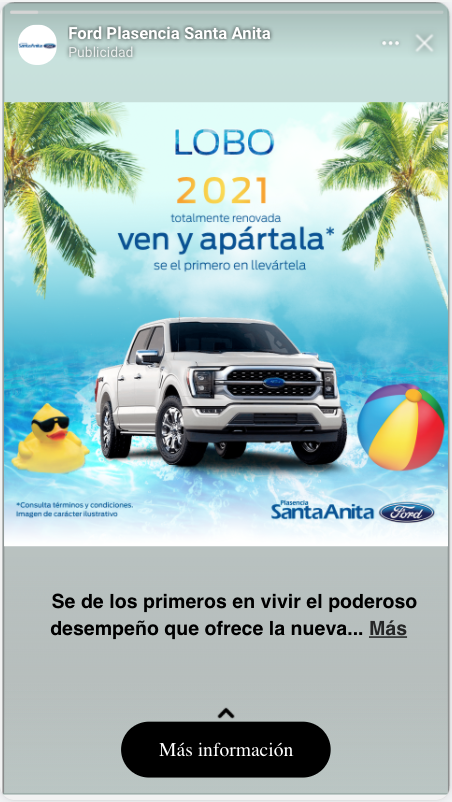 Ford Plasencia Santa Anita
Publicidad
LOBO
2021
totalmente renovada
ven y apártala*
se el primero en llevártela
*Consulta términos y condiciones.
Imagen de carácter ilustrativo
Plasencia
SantaAnita Ford
Se de los primeros en vivir el poderoso
desempeño que ofrece la nueva... Más
Más información